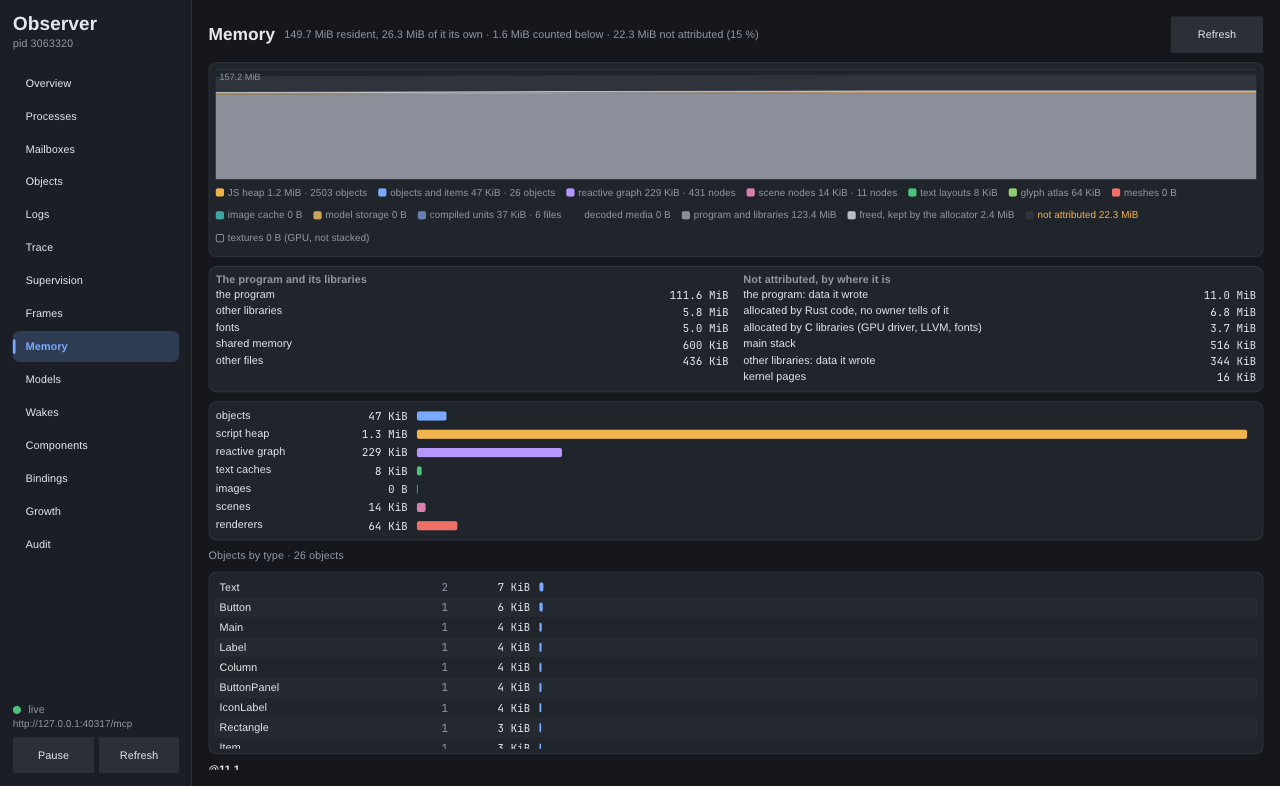 Observer
pid 3063320
Overview
Processes
Mailboxes
Objects
Logs
Trace
Supervision
Frames
Memory
Models
Wakes
Components
Bindings
Growth
Audit
live
http://127.0.0.1:40317/mcp
Pause Refresh
Memory 149.7 MiB resident, 26.3 MiB of it its own · 1.6 MiB counted below · 22.3 MiB not attributed (15 %) Refresh
157.2 MiB
JS heap 1.2 MiB · 2503 objects objects and items 47 KiB · 26 objects reactive graph 229 KiB · 431 nodes scene nodes 14 KiB · 11 nodes text layouts 8 KiB glyph atlas 64 KiB meshes 0 B
image cache 0 B model storage 0 B compiled units 37 KiB · 6 files decoded media 0 B program and libraries 123.4 MiB freed, kept by the allocator 2.4 MiB not attributed 22.3 MiB
textures 0 B (GPU, not stacked)
The program and its libraries
the program 111.6 MiB
other libraries 5.8 MiB
fonts 5.0 MiB
shared memory 600 KiB
other files 436 KiB
Not attributed, by where it is
the program: data it wrote 11.0 MiB
allocated by Rust code, no owner tells of it 6.8 MiB
allocated by C libraries (GPU driver, LLVM, fonts) 3.7 MiB
main stack 516 KiB
other libraries: data it wrote 344 KiB
kernel pages 16 KiB
objects 47 KiB
script heap 1.3 MiB
reactive graph 229 KiB
text caches 8 KiB
images 0 B
scenes 14 KiB
renderers 64 KiB
Objects by type · 26 objects
Text 2 7 KiB
Button 1 6 KiB
Main 1 4 KiB
Label 1 4 KiB
Column 1 4 KiB
ButtonPanel 1 4 KiB
IconLabel 1 4 KiB
Rectangle 1 3 KiB
Item 1 3 KiB
@11.1